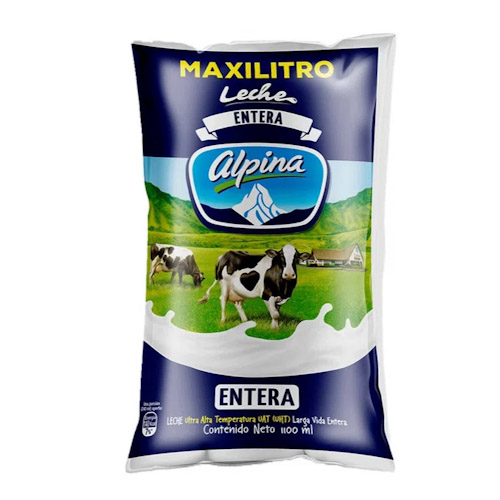 MAXILITRO
Leche
ENTERA
alpina
ENTERA
LECHE Ultra Alta Temperatura UAT (UHT) Larga Vida Entera
Contenido Neto 1100 ml